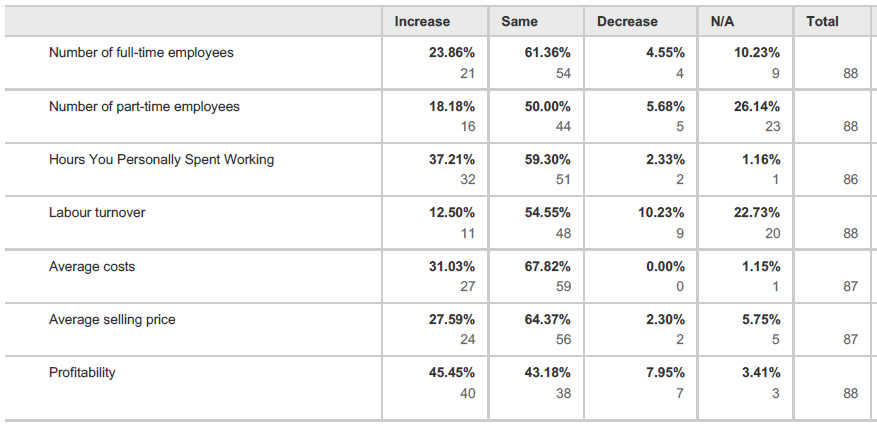 Increase Same Decrease N/A Total
Number of full-time employees 23.86% 61.36% 4.55% 10.23%
21 54 4 9 88
Number of part-time employees 18.18% 50.00% 5.68% 26.14%
16 44 5 23 88
Hours You Personally Spent Working 37.21% 59.30% 2.33% 1.16%
32 51 2 1 86
Labour turnover 12.50% 54.55% 10.23% 22.73%
11 48 9 20 88
Average costs 31.03% 67.82% 0.00% 1.15%
27 59 0 1 87
Average selling price 27.59% 64.37% 2.30% 5.75%
24 56 2 5 87
Profitability 45.45% 43.18% 7.95% 3.41%
40 38 7 3 88